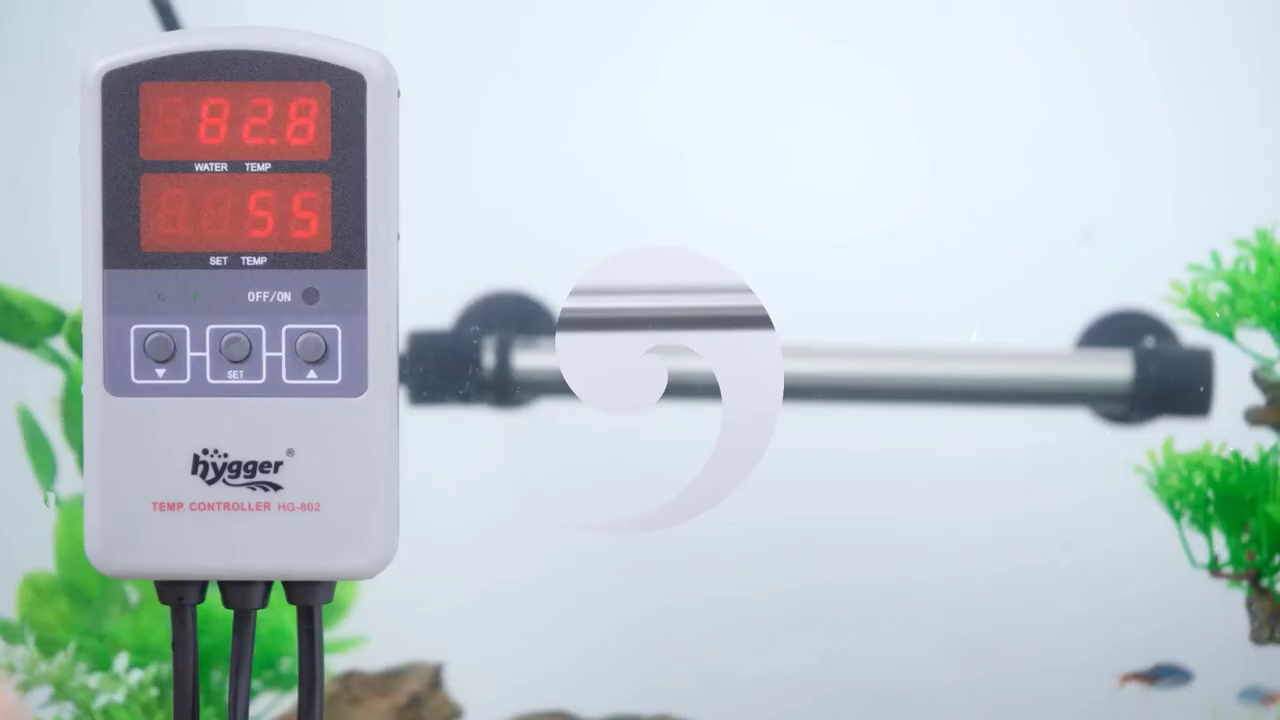 82.8
WATER TEMP
55
SET TEMP
OFF/ON
SET
hygger®
TEMP. CONTROLLER HG-802